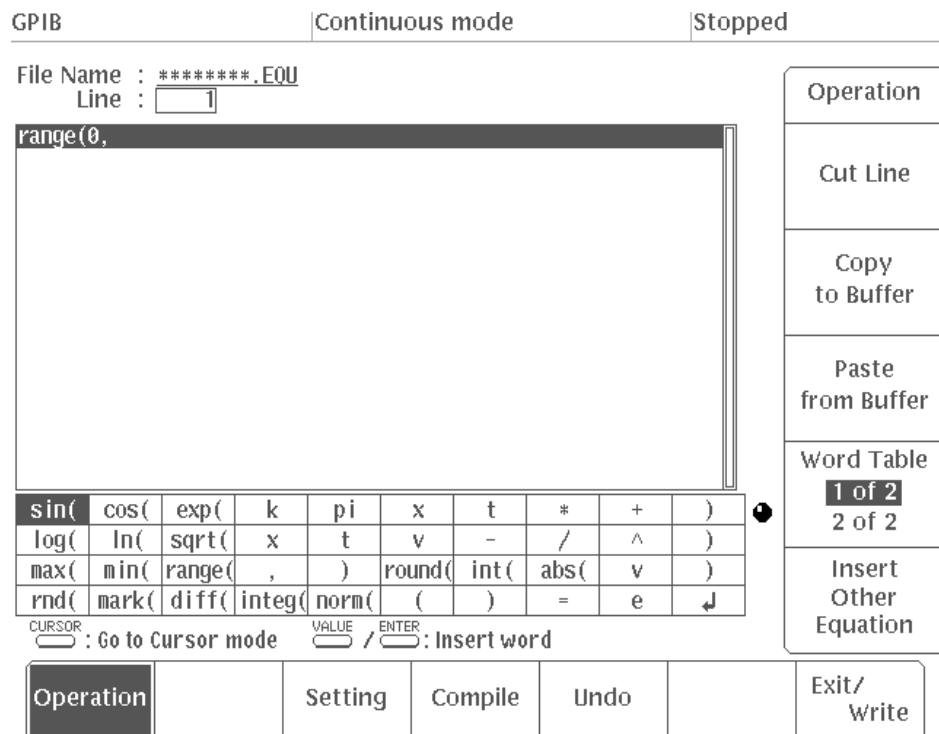 GPIB Continuous mode Stopped
File Name : ********.EQU
Line : 1
range(0,
sin( cos( exp( k pi x t * + )
log( ln( sqrt( x t v - / ^ )
max( min( range( , ) round( int( abs( v )
rnd( mark( diff( integ( norm( ( ) = e ↲
CURSOR : Go to Cursor mode VALUE / ENTER : Insert word
Operation
Cut Line
Copy
to Buffer
Paste
from Buffer
Word Table
1 of 2
2 of 2
Insert
Other
Equation
Operation Setting Compile Undo Exit/
Write